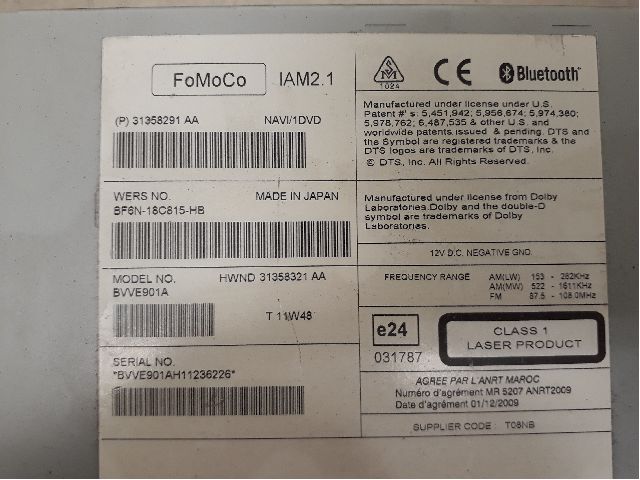 FoMoCo IAM2.1
(P) 31358291 AA NAVI/1DVD
WERS NO. MADE IN JAPAN
BF6N-18C815-HB
MODEL NO. HWND 31358321 AA
BVVE901A
T 11W48
SERIAL NO.
*BVVE901AH11236226*
102A
CE
Bluetooth
Manufactured under license under U.S.
Patent #' s: 5,451,942; 5,956,674; 5,974,380;
5,978,762; 6,487,535 & other U.S. and
worldwide patents issued & pending. DTS and
the Symbol are registered trademarks & the
DTS logos are trademarks of DTS, Inc.
© DTS, Inc. All Rights Reserved.
Manufactured under license from Dolby
Laboratories.Dolby and the double-D
symbol are trademarks of Dolby
Laboratories.
12V D.C. NEGATIVE GND.
FREQUENCY RANGE AM(LW) 153 - 282KHz
AM(MW) 522 - 1611KHz
FM 87.5 - 108.0MHz
e24
031787
CLASS 1
LASER PRODUCT
AGREE PAR L'ANRT MAROC
Numéro d'agrément MR 5207 ANRT2009
Date d'agrément 01/12/2009
SUPPLIER CODE : T08NB